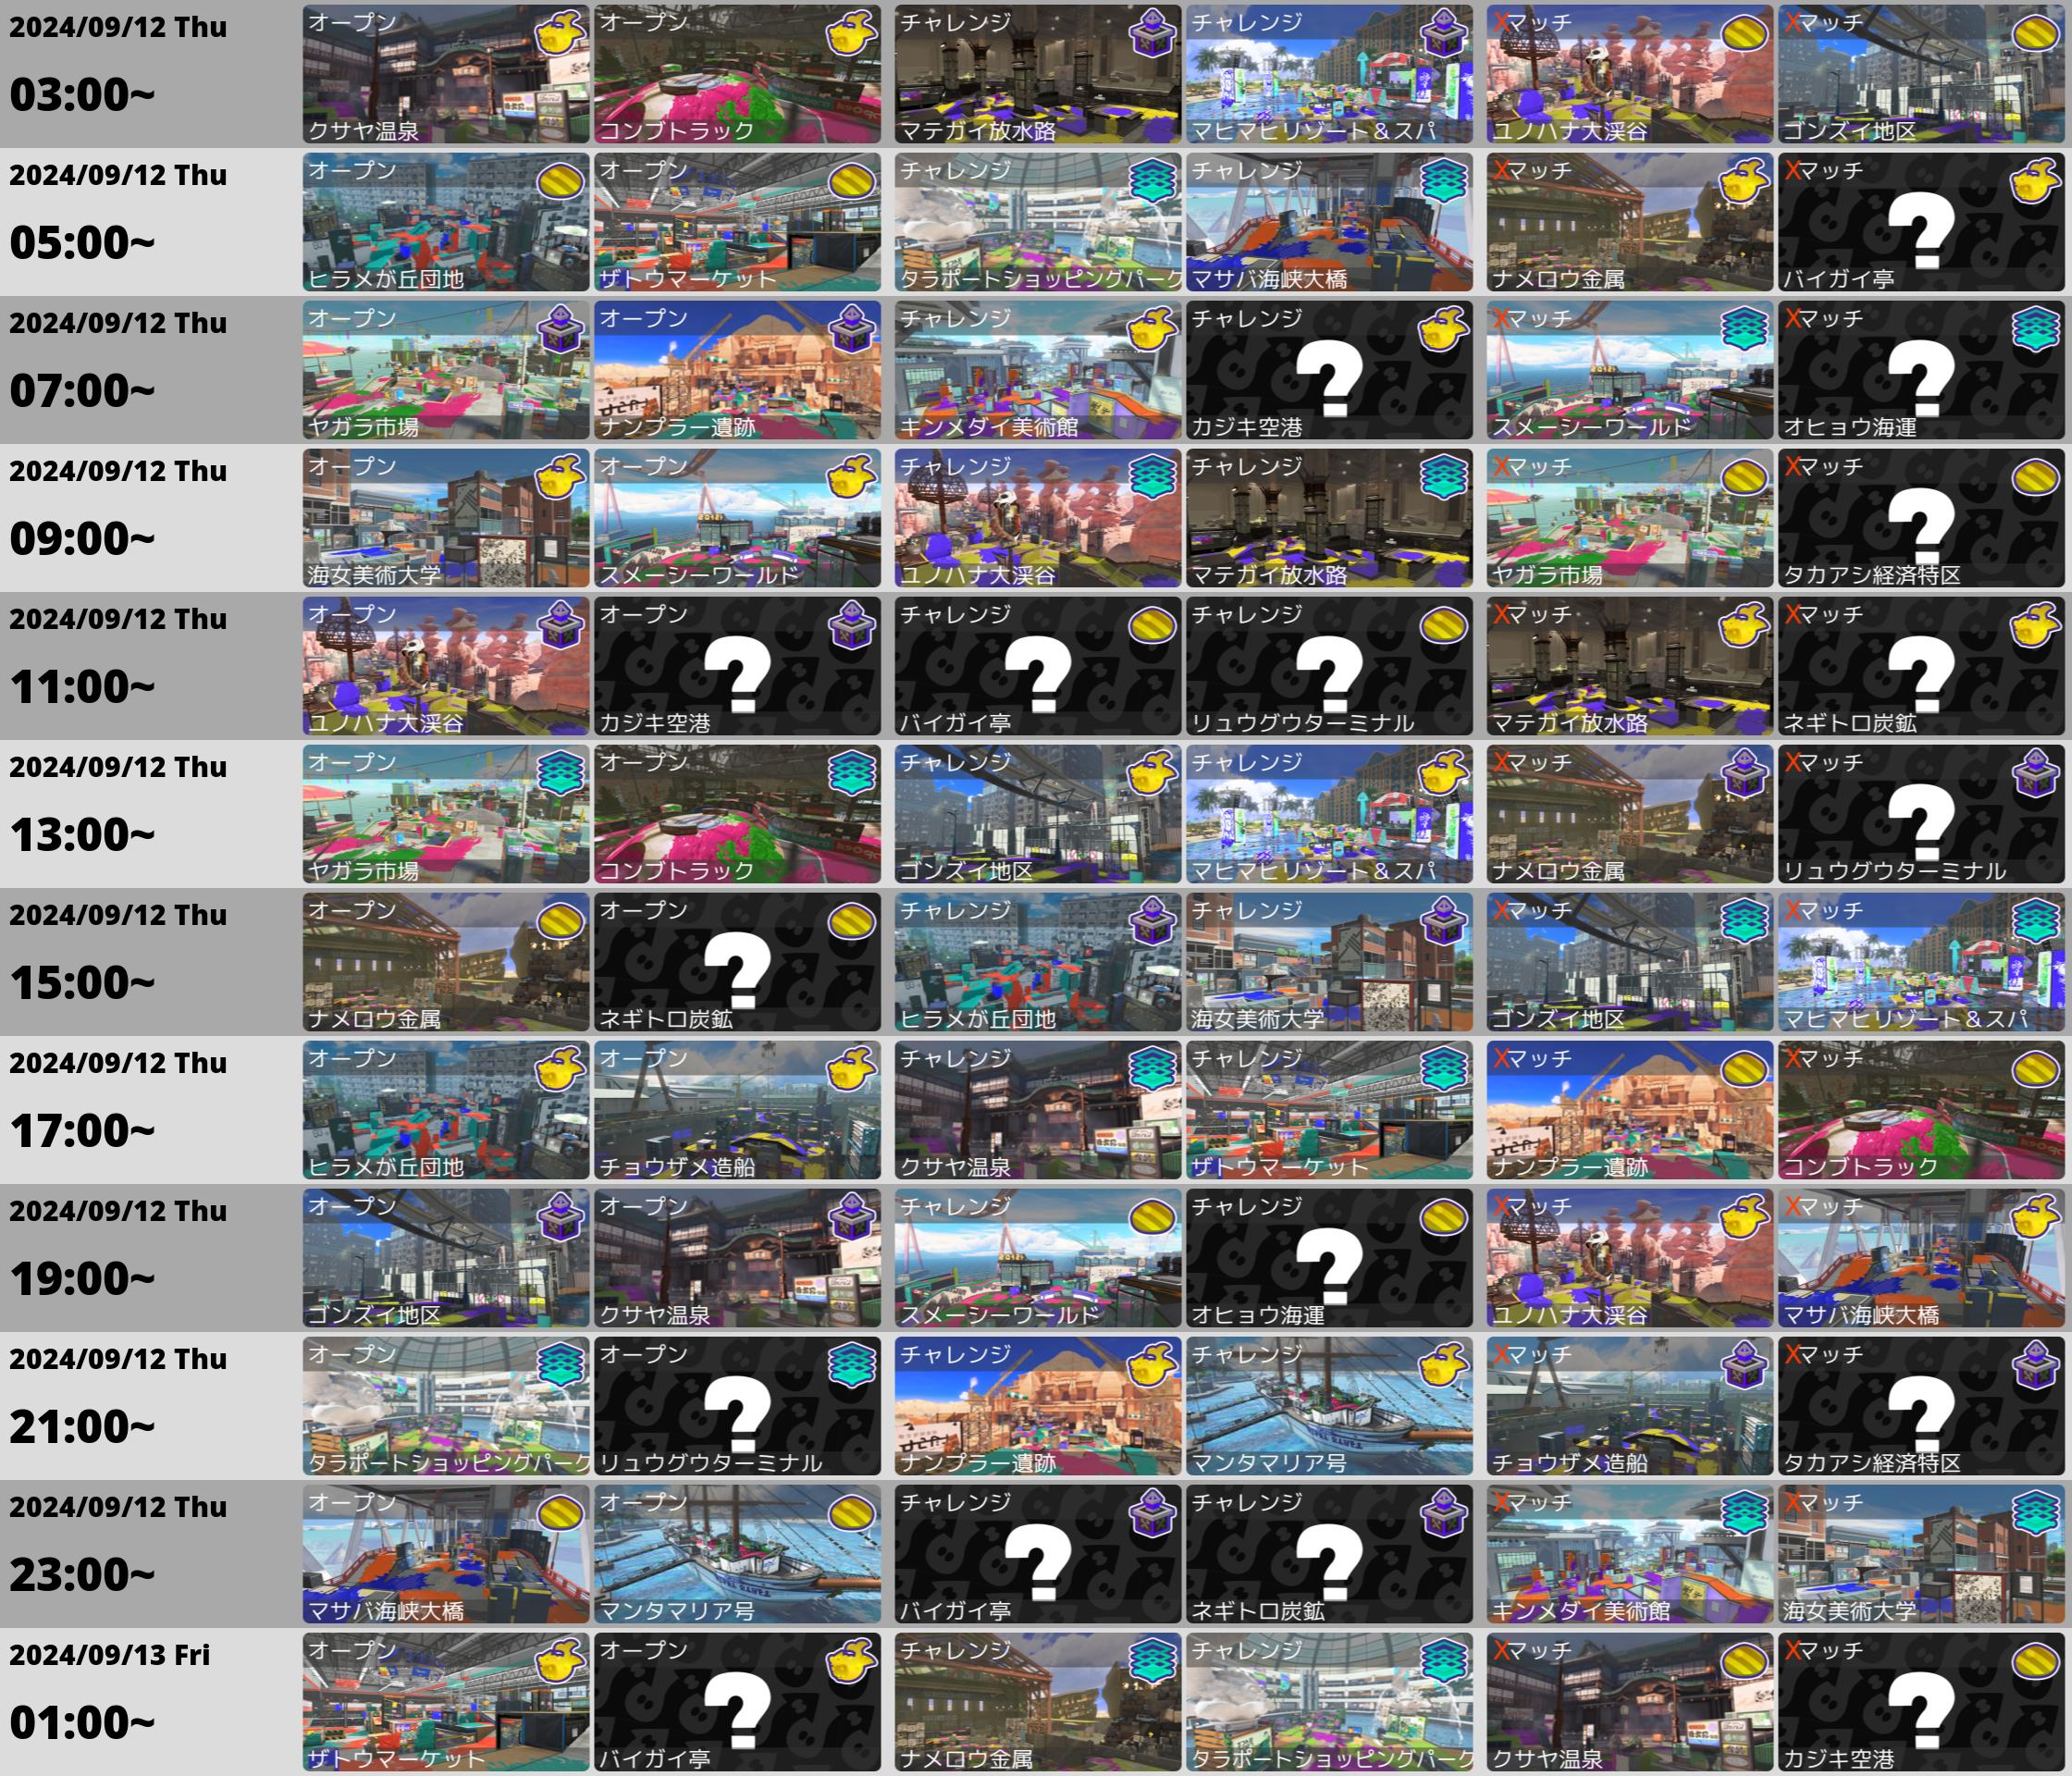 2024/09/12 Thu
03:00~
オープン
クサヤ温泉
オープン
コンブトラック
チャレンジ
マテガイ放水路
チャレンジ
マヒマヒリゾート＆スパ
Xマッチ
ユノハナ大渓谷
Xマッチ
ゴンズイ地区
2024/09/12 Thu
05:00~
オープン
ヒラメが丘団地
オープン
ザトウマーケット
チャレンジ
タラポートショッピングパーク
チャレンジ
マサバ海峡大橋
Xマッチ
ナメロウ金属
Xマッチ
?
バイガイ亭
2024/09/12 Thu
07:00~
オープン
ヤガラ市場
オープン
ナンプラー遺跡
チャレンジ
キンメダイ美術館
チャレンジ
?
カジキ空港
Xマッチ
スメーシーワールド
Xマッチ
?
オヒョウ海運
2024/09/12 Thu
09:00~
オープン
海女美術大学
オープン
スメーシーワールド
チャレンジ
ユノハナ大渓谷
チャレンジ
マテガイ放水路
Xマッチ
ヤガラ市場
Xマッチ
?
タカアシ経済特区
2024/09/12 Thu
11:00~
オープン
ユノハナ大渓谷
オープン
?
カジキ空港
チャレンジ
?
バイガイ亭
チャレンジ
?
リュウグウターミナル
Xマッチ
マテガイ放水路
Xマッチ
?
ネギトロ炭鉱
2024/09/12 Thu
13:00~
オープン
ヤガラ市場
オープン
コンブトラック
チャレンジ
ゴンズイ地区
チャレンジ
マヒマヒリゾート＆スパ
Xマッチ
ナメロウ金属
Xマッチ
?
リュウグウターミナル
2024/09/12 Thu
15:00~
オープン
ナメロウ金属
オープン
?
ネギトロ炭鉱
チャレンジ
ヒラメが丘団地
チャレンジ
海女美術大学
Xマッチ
ゴンズイ地区
Xマッチ
マヒマヒリゾート＆スパ
2024/09/12 Thu
17:00~
オープン
ヒラメが丘団地
オープン
チョウザメ造船
チャレンジ
クサヤ温泉
チャレンジ
ザトウマーケット
Xマッチ
ナンプラー遺跡
Xマッチ
コンブトラック
2024/09/12 Thu
19:00~
オープン
ゴンズイ地区
オープン
クサヤ温泉
チャレンジ
スメーシーワールド
チャレンジ
?
オヒョウ海運
Xマッチ
ユノハナ大渓谷
Xマッチ
マサバ海峡大橋
2024/09/12 Thu
21:00~
オープン
タラポートショッピングパーク
オープン
?
リュウグウターミナル
チャレンジ
ナンプラー遺跡
チャレンジ
マンタマリア号
Xマッチ
チョウザメ造船
Xマッチ
?
タカアシ経済特区
2024/09/12 Thu
23:00~
オープン
マサバ海峡大橋
オープン
マンタマリア号
チャレンジ
?
バイガイ亭
チャレンジ
?
ネギトロ炭鉱
Xマッチ
キンメダイ美術館
Xマッチ
海女美術大学
2024/09/13 Fri
01:00~
オープン
ザトウマーケット
オープン
?
バイガイ亭
チャレンジ
ナメロウ金属
チャレンジ
タラポートショッピングパーク
Xマッチ
クサヤ温泉
Xマッチ
?
カジキ空港